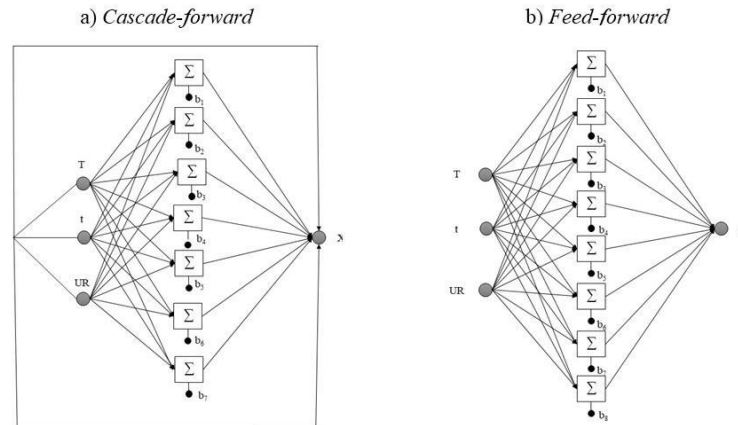 a) Cascade-forward
Σ
b₁
Σ
b₂
T
Σ
b₃
t
Σ
b₄
Σ
b₅
UR
Σ
b₆
Σ
b₇
b) Feed-forward
Σ
b₁
Σ
b₂
T
Σ
b₃
t
Σ
b₄
Σ
b₅
UR
Σ
b₆
Σ
b₇
Σ
b₈